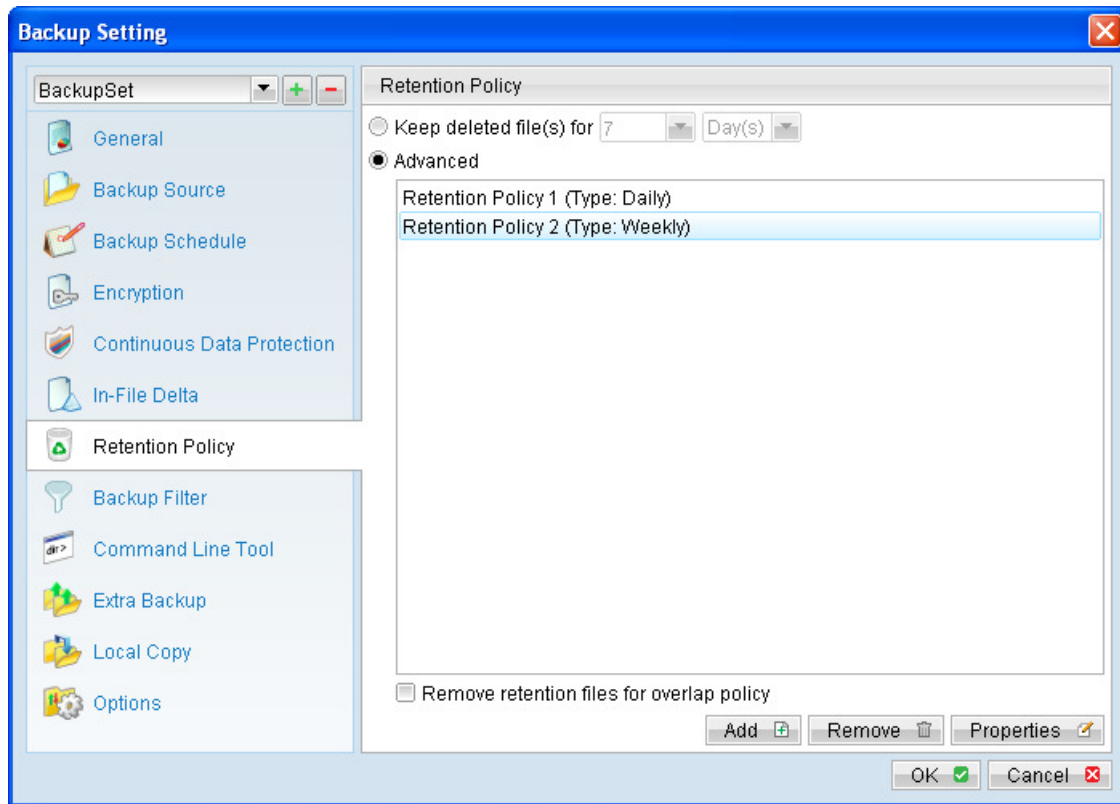 Backup Setting
BackupSet
General
Backup Source
Backup Schedule
Encryption
Continuous Data Protection
In-File Delta
Retention Policy
Backup Filter
dir>
Command Line Tool
Extra Backup
Local Copy
Options
Retention Policy
Keep deleted file(s) for 7 Day(s)
Advanced
Retention Policy 1 (Type: Daily)
Retention Policy 2 (Type: Weekly)
Remove retention files for overlap policy
Add Remove Properties
OK Cancel